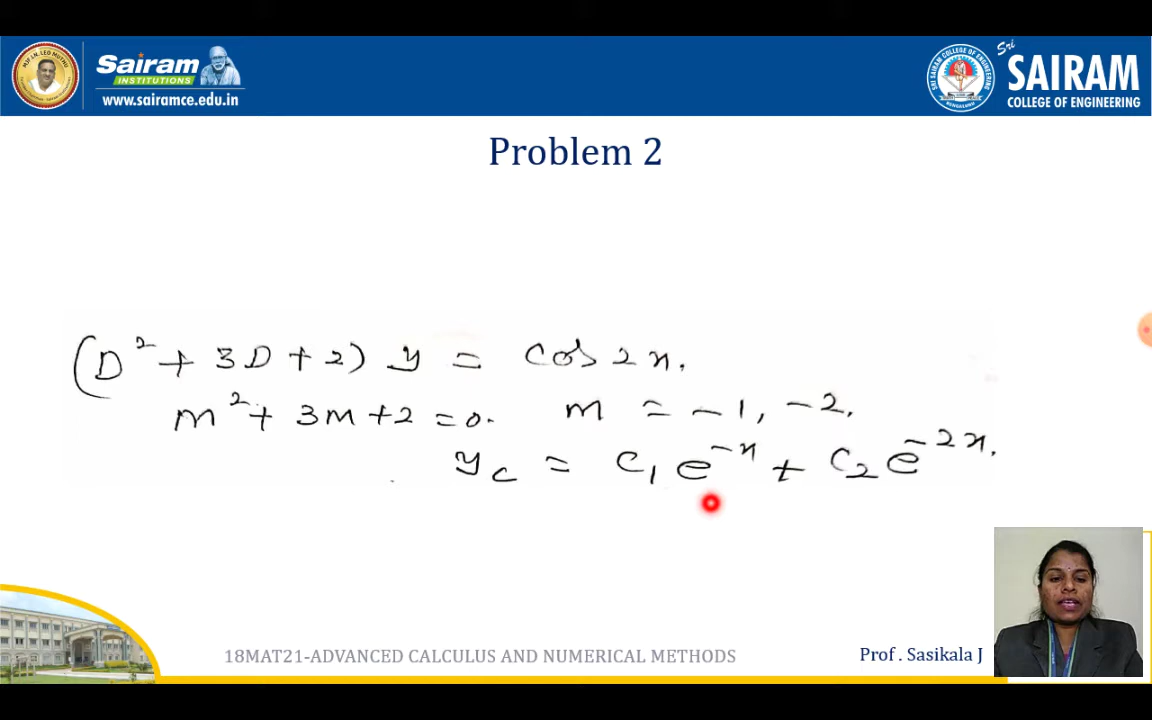 Sairam
INSTITUTIONS
www.sairamce.edu.in
Sri
SAIRAM
COLLEGE OF ENGINEERING
Problem 2
(D² + 3D + 2) y = cos 2x.
m² + 3m + 2 = 0. m = -1, -2.
y_c = c₁ e^{-x} + c₂ e^{-2x}.
18MAT21-ADVANCED CALCULUS AND NUMERICAL METHODS
Prof . Sasikala J